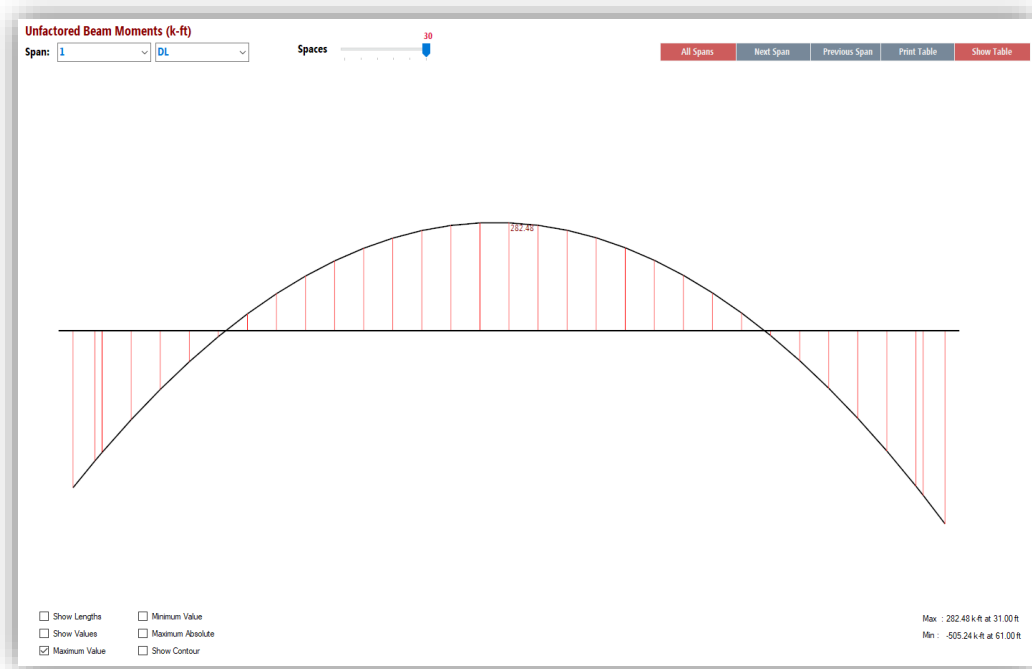 Unfactored Beam Moments (k-ft)
30
Span: 1 DL Spaces All Spans Next Span Previous Span Print Table Show Table
282.48
Show Lengths Minimum Value
Show Values Maximum Absolute
Maximum Value Show Contour
Max : 282.48 k-ft at 31.00 ft
Min : -505.24 k-ft at 61.00 ft